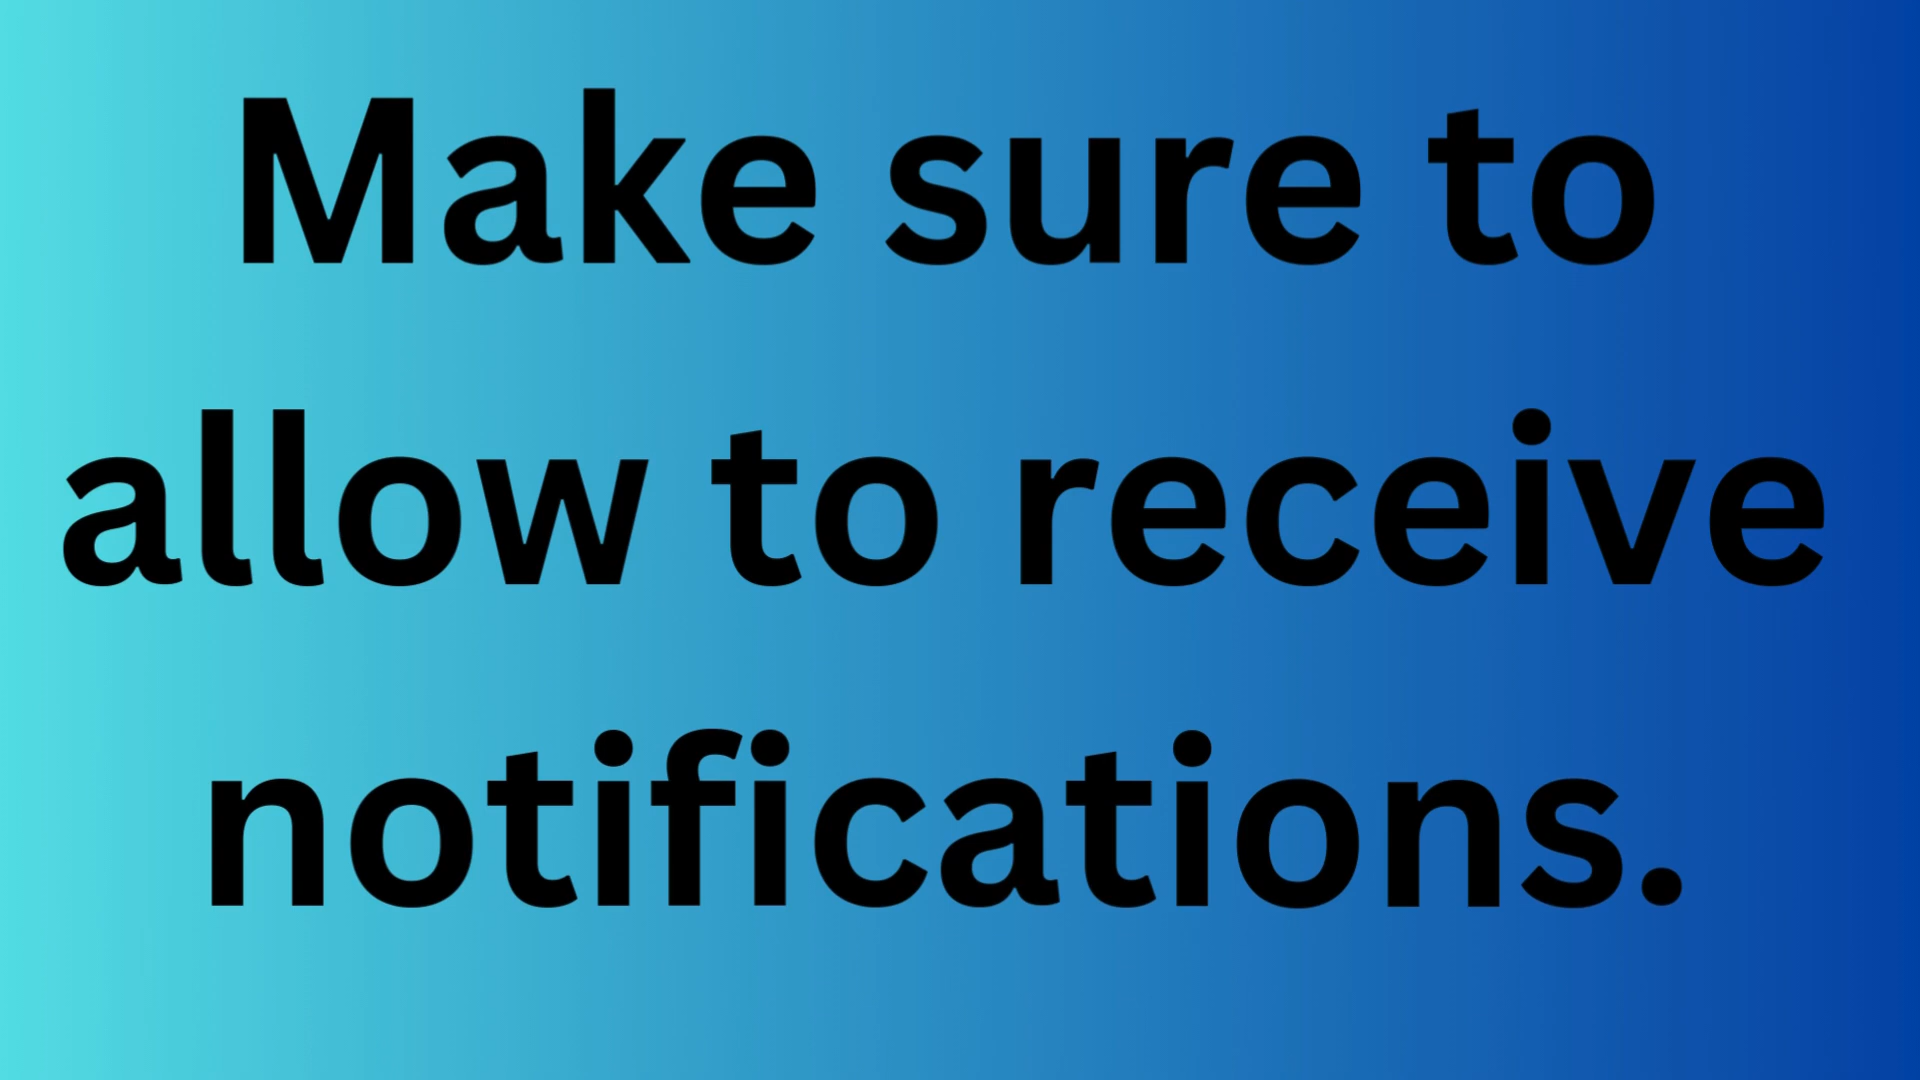 Make sure to
allow to receive
notifications.